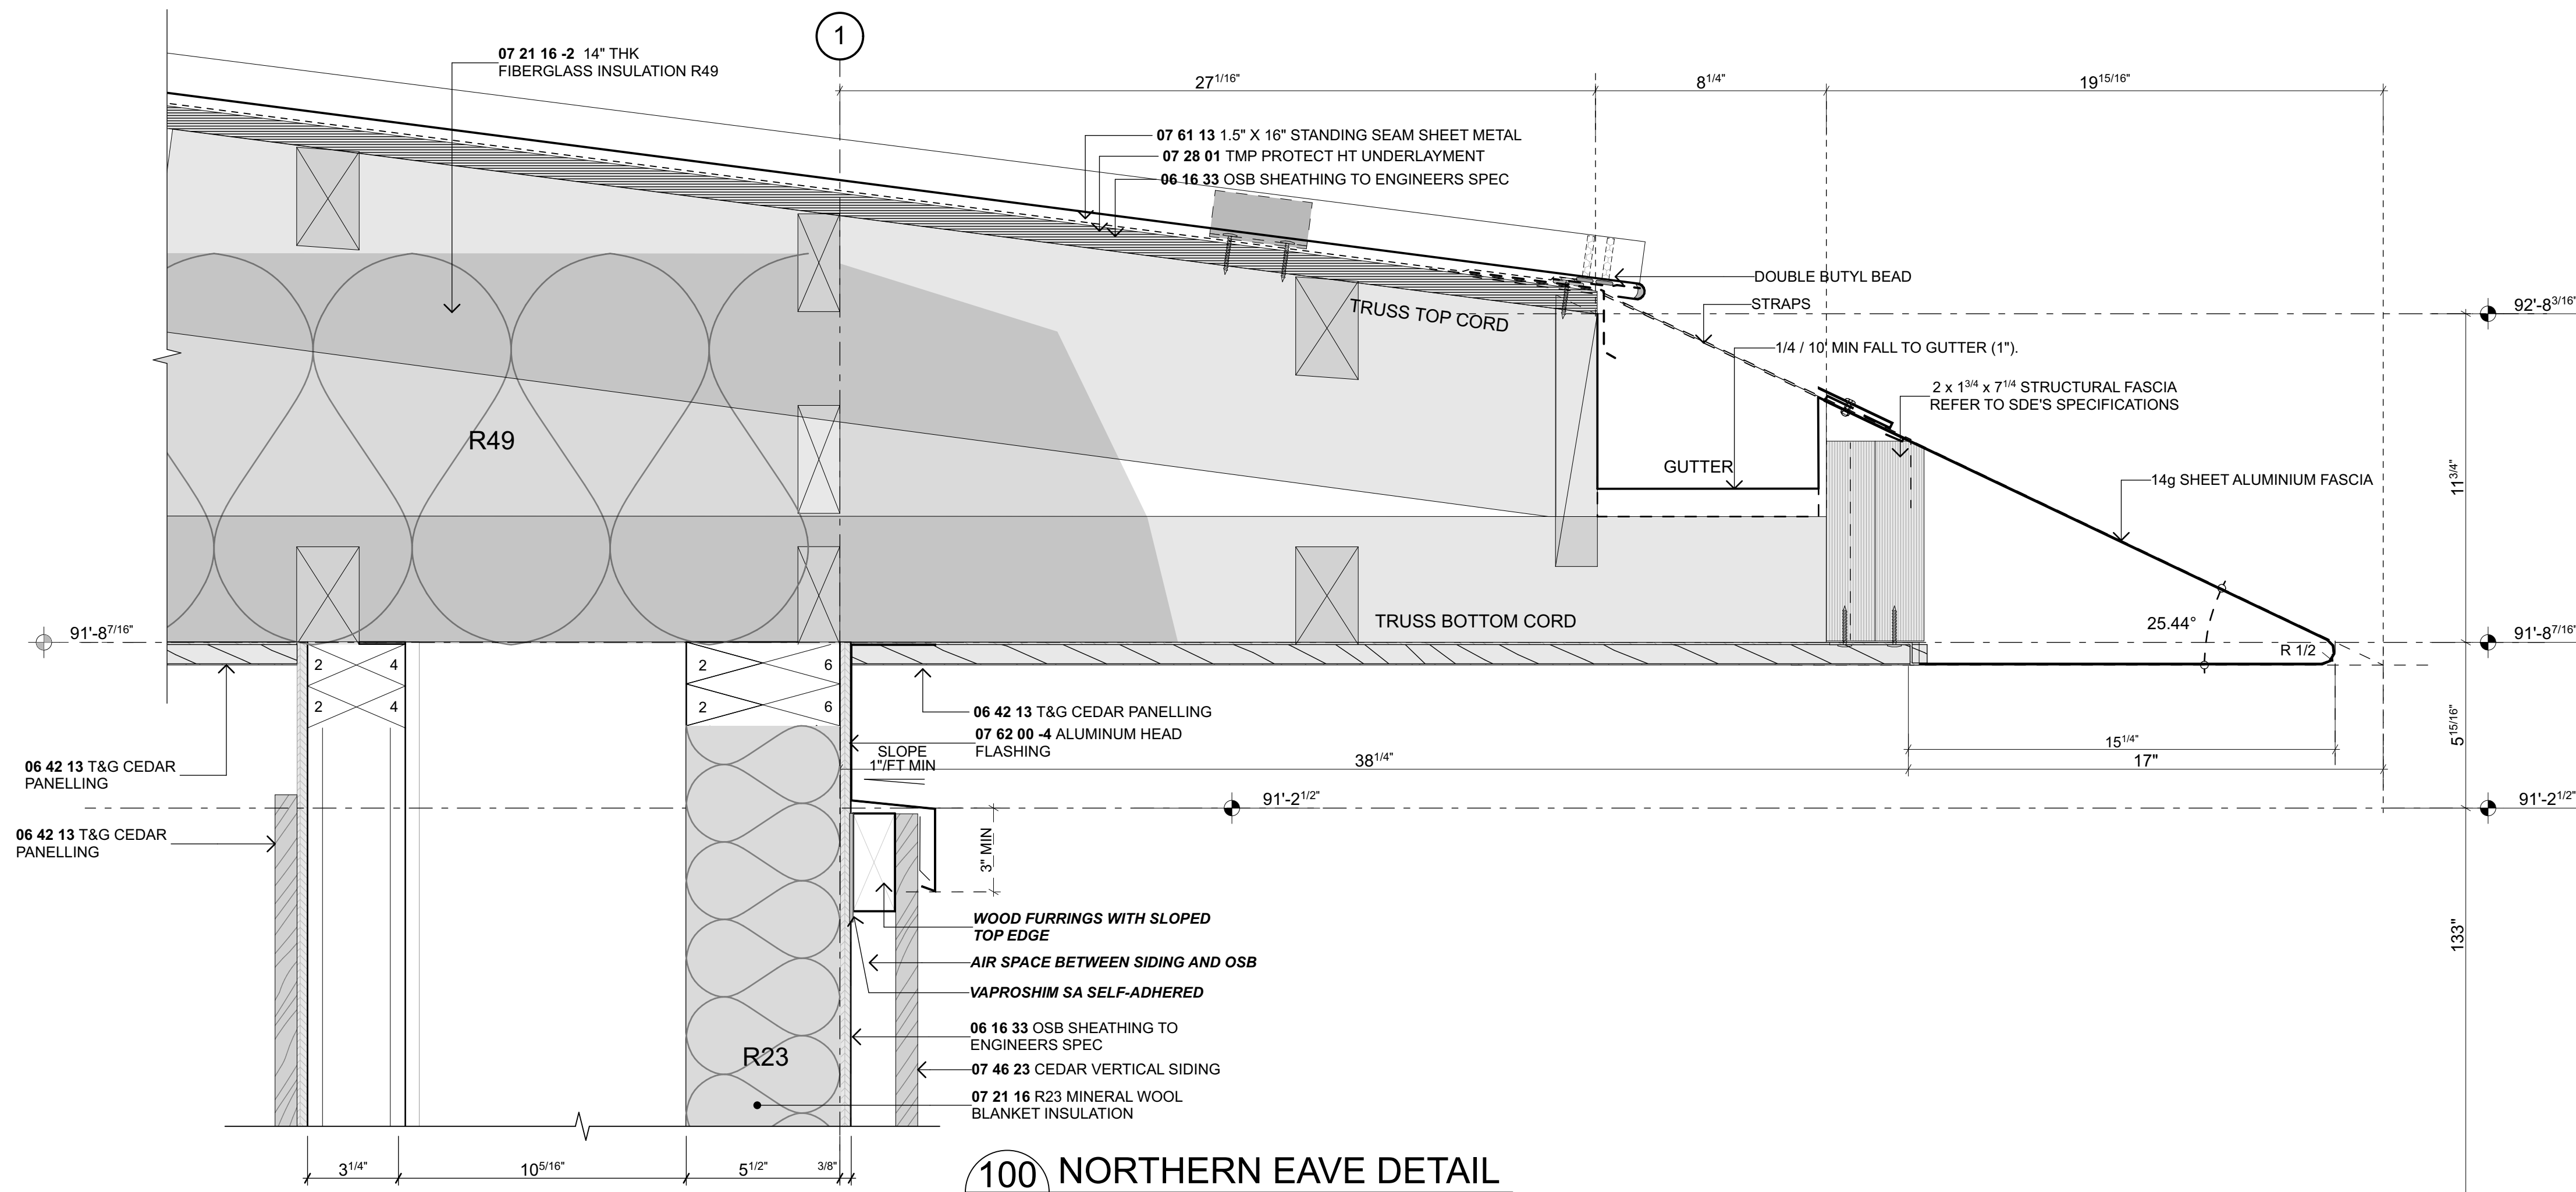 1
07 21 16 -2 14" THK
FIBERGLASS INSULATION R49
27 1/16"
8 1/4"
19 15/16"
07 61 13 1.5" X 16" STANDING SEAM SHEET METAL
07 28 01 TMP PROTECT HT UNDERLAYMENT
06 16 33 OSB SHEATHING TO ENGINEERS SPEC
DOUBLE BUTYL BEAD
STRAPS
92'-8 3/16"
TRUSS TOP CORD
1/4 / 10' MIN FALL TO GUTTER (1").
2 x 1 3/4 x 7 1/4 STRUCTURAL FASCIA
REFER TO SDE'S SPECIFICATIONS
R49
GUTTER
14g SHEET ALUMINIUM FASCIA
11 3/4"
TRUSS BOTTOM CORD
25.44°
91'-8 7/16"
91'-8 7/16"
R 1/2
2 4
2 6
2 4
2 6
06 42 13 T&G CEDAR PANELLING
07 62 00 -4 ALUMINUM HEAD
FLASHING
SLOPE
1"/FT MIN
15 1/4"
38 1/4"
17"
5 15/16"
06 42 13 T&G CEDAR
PANELLING
91'-2 1/2"
91'-2 1/2"
06 42 13 T&G CEDAR
PANELLING
3" MIN
WOOD FURRINGS WITH SLOPED
TOP EDGE
133"
AIR SPACE BETWEEN SIDING AND OSB
VAPROSHIM SA SELF-ADHERED
06 16 33 OSB SHEATHING TO
ENGINEERS SPEC
R23
07 46 23 CEDAR VERTICAL SIDING
07 21 16 R23 MINERAL WOOL
BLANKET INSULATION
3 1/4"
10 5/16"
5 1/2"
3/8"
100 NORTHERN EAVE DETAIL